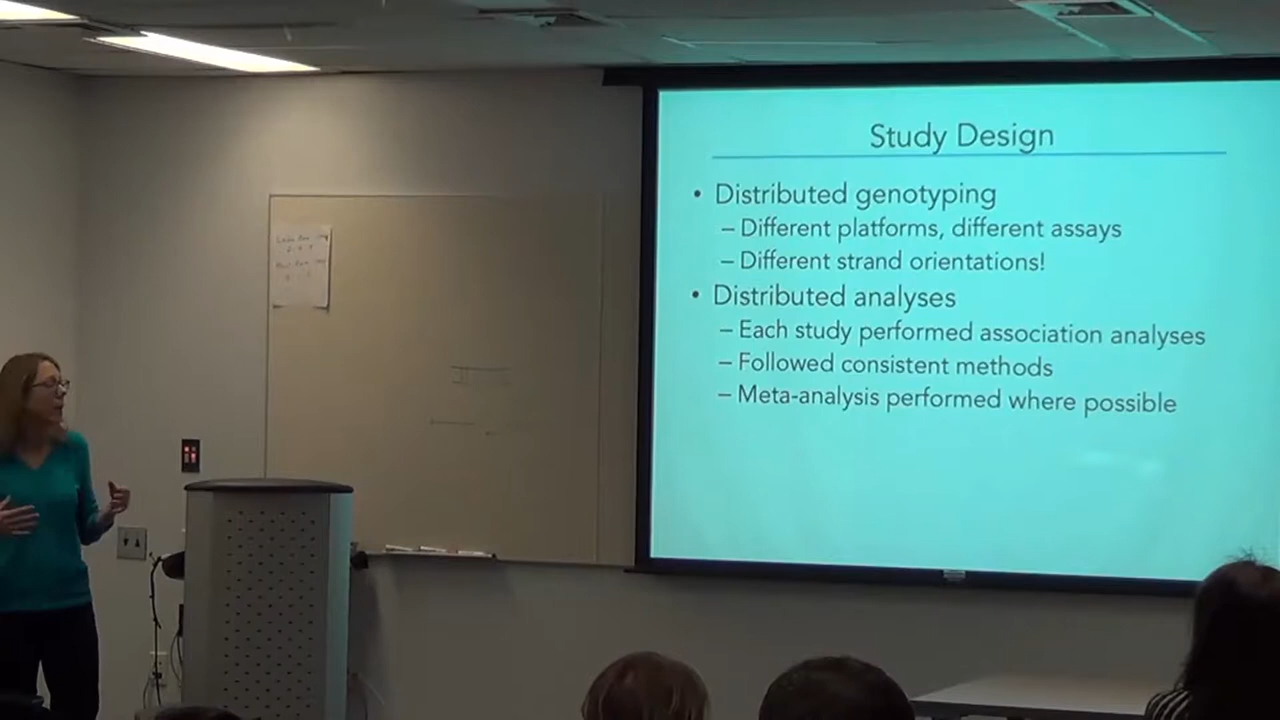 Study Design
• Distributed genotyping
– Different platforms, different assays
– Different strand orientations!
• Distributed analyses
– Each study performed association analyses
– Followed consistent methods
– Meta-analysis performed where possible